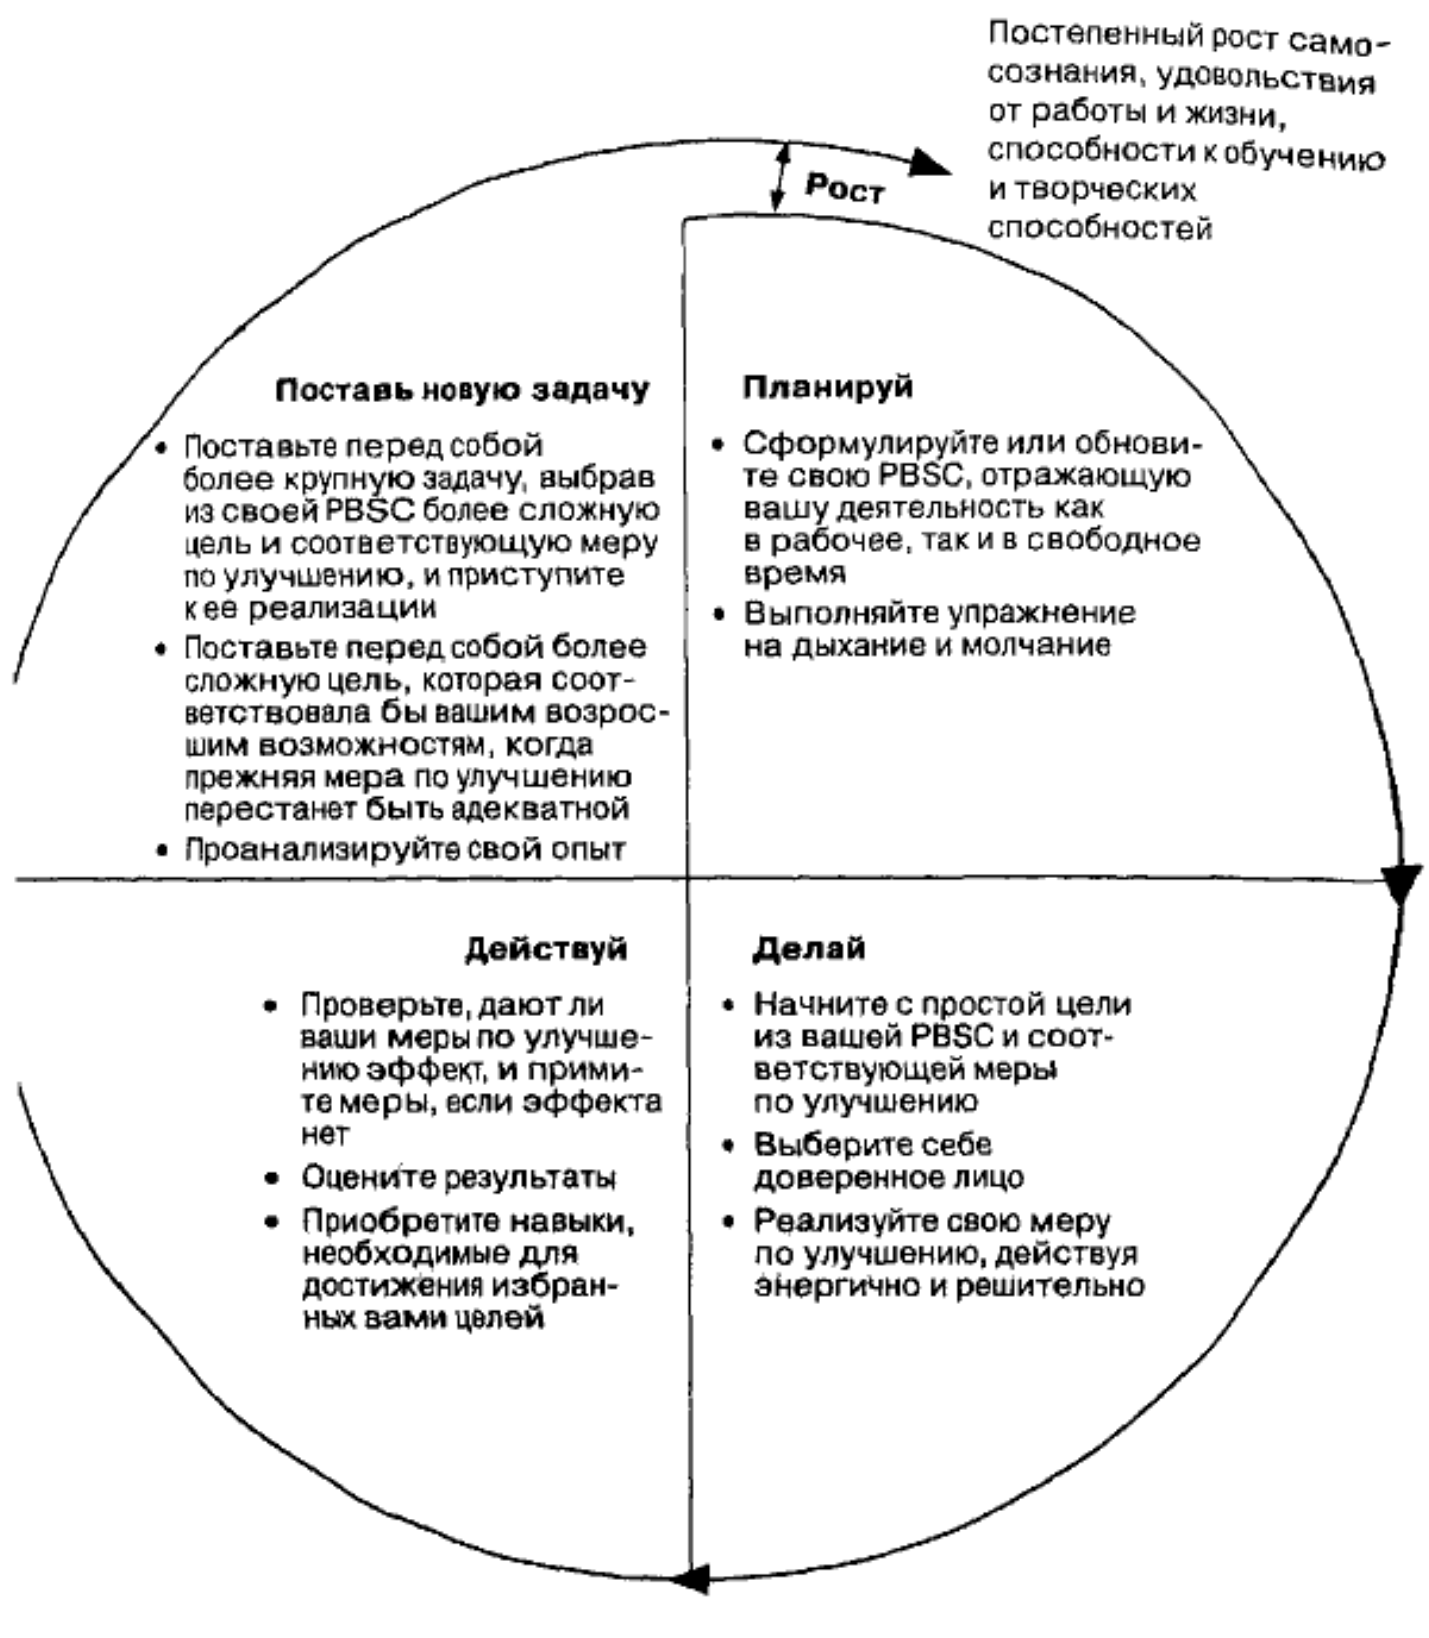 Постепенный рост само-
сознания, удовольствия
от работы и жизни,
способности к обучению
и творческих
способностей
Рост
Поставь новую задачу
• Поставьте перед собой
более крупную задачу, выбрав
из своей PBSC более сложную
цель и соответствующую меру
по улучшению, и приступите
к ее реализации
• Поставьте перед собой более
сложную цель, которая соот-
ветствовала бы вашим возрос-
шим возможностям, когда
прежняя мера по улучшению
перестанет быть адекватной
• Проанализируйте свой опыт
Планируй
• Сформулируйте или обнови-
те свою PBSC, отражающую
вашу деятельность как
в рабочее, так и в свободное
время
• Выполняйте упражнение
на дыхание и молчание
Действуй
• Проверьте, дают ли
ваши меры по улучше-
нию эффект, и прими-
те меры, если эффекта
нет
• Оцените результаты
• Приобретите навыки,
необходимые для
достижения избран-
ных вами целей
Делай
• Начните с простой цели
из вашей PBSC и соот-
ветствующей меры
по улучшению
• Выберите себе
доверенное лицо
• Реализуйте свою меру
по улучшению, действуя
энергично и решительно